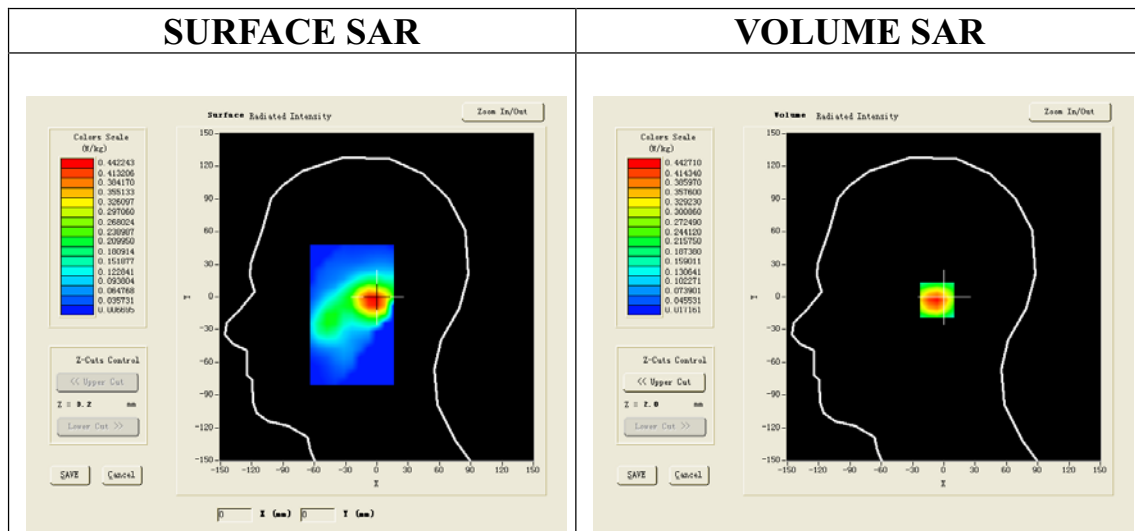 SURFACE SAR
VOLUME SAR
Surface Radiated Intensity
Zoom In/Out
Colors Scale
(W/kg)
0.442243
0.413206
0.384170
0.355133
0.326097
0.297060
0.268024
0.238987
0.209950
0.180914
0.151877
0.122841
0.093804
0.064768
0.035731
0.006695
150
120
90
60
30
0
-30
-60
-90
-120
-150
Y
-150 -120 -90 -60 -30 0 30 60 90 120 150
X
Z-Cuts Control
<< Upper Cut
Z = 3.2 mm
Lower Cut >>
SAVE Cancel
0 X (mm) 0 Y (mm)
Volume Radiated Intensity
Zoom In/Out
Colors Scale
(W/kg)
0.442710
0.414340
0.385970
0.357600
0.329230
0.300860
0.272490
0.244120
0.215750
0.187380
0.159011
0.130641
0.102271
0.073901
0.045531
0.017161
150
120
90
60
30
0
-30
-60
-90
-120
-150
Y
-150 -120 -90 -60 -30 0 30 60 90 120 150
X
Z-Cuts Control
<< Upper Cut
Z = 2.0 mm
Lower Cut >>
SAVE Cancel